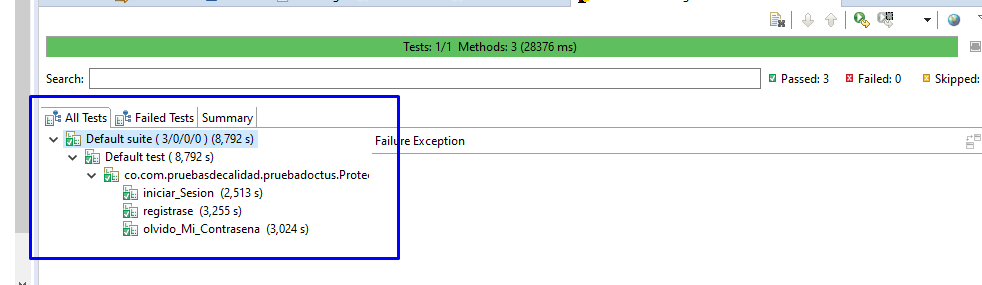 Tests: 1/1 Methods: 3 (28376 ms)
Search: Passed: 3 Failed: 0 Skipped:
All Tests Failed Tests Summary
Default suite ( 3/0/0/0 ) (8,792 s) Failure Exception
Default test ( 8,792 s)
co.com.pruebasdecalidad.pruebadoctus.Protec
iniciar_Sesion (2,513 s)
registrase (3,255 s)
olvido_Mi_Contrasena (3,024 s)